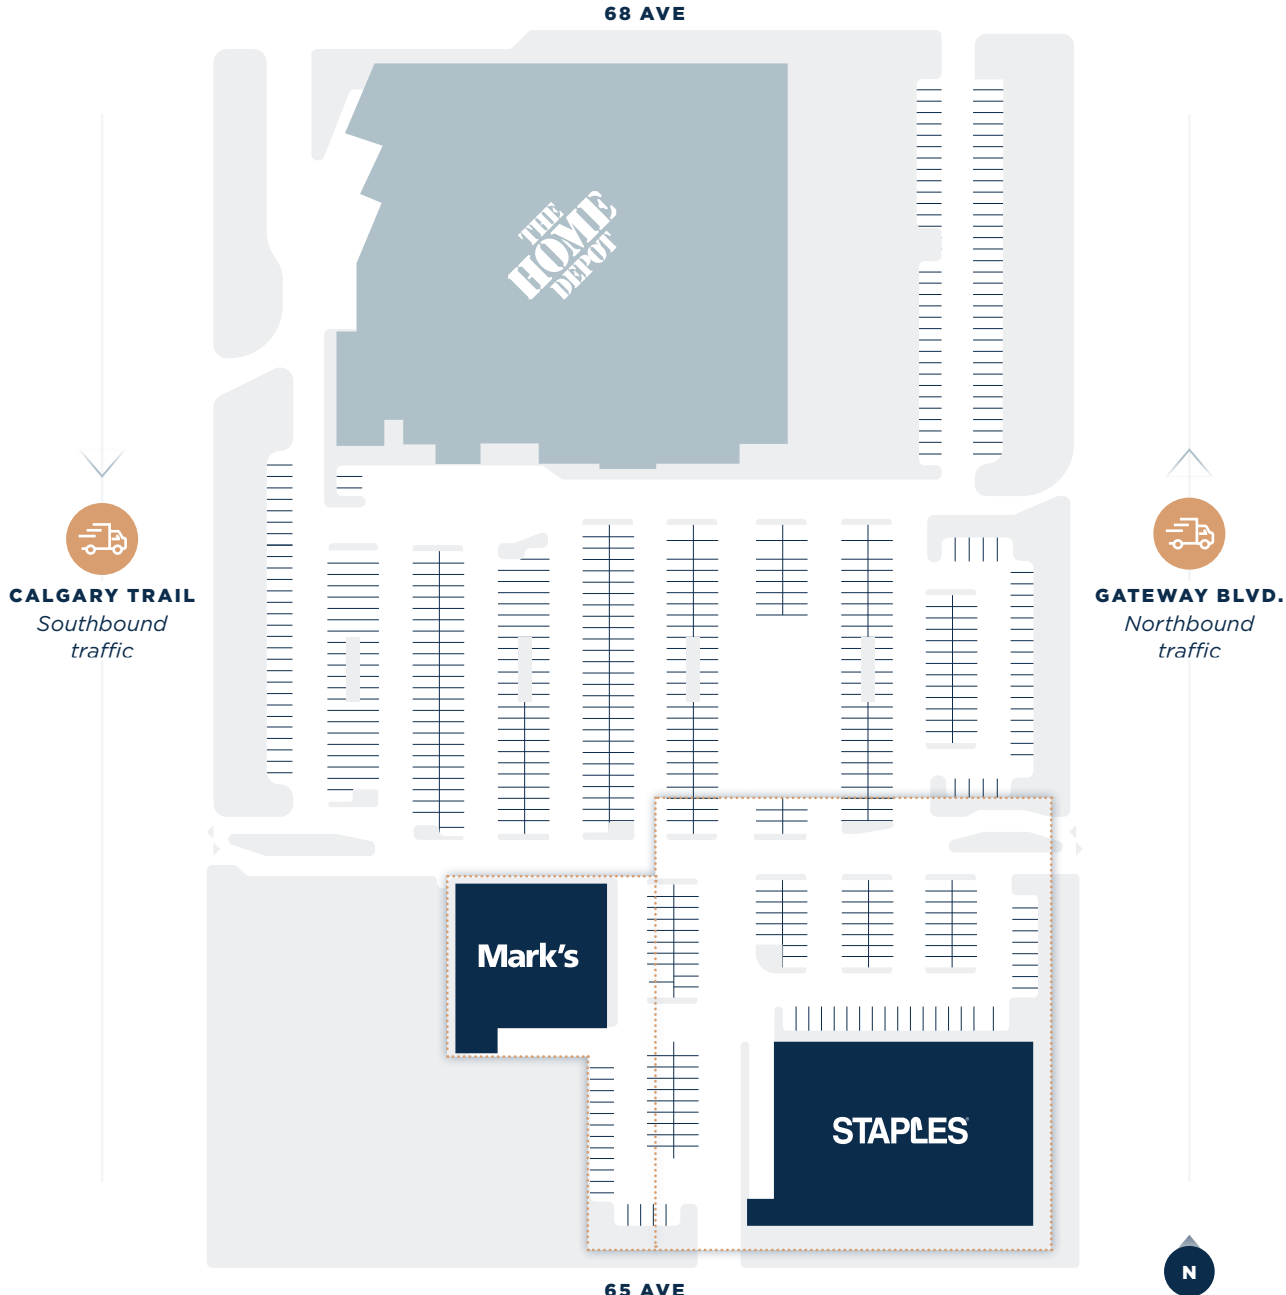 68 AVE
THE
HOME
DEPOT
CALGARY TRAIL
Southbound
traffic
GATEWAY BLVD.
Northbound
traffic
Mark's
STAPLES
N
65 AVE